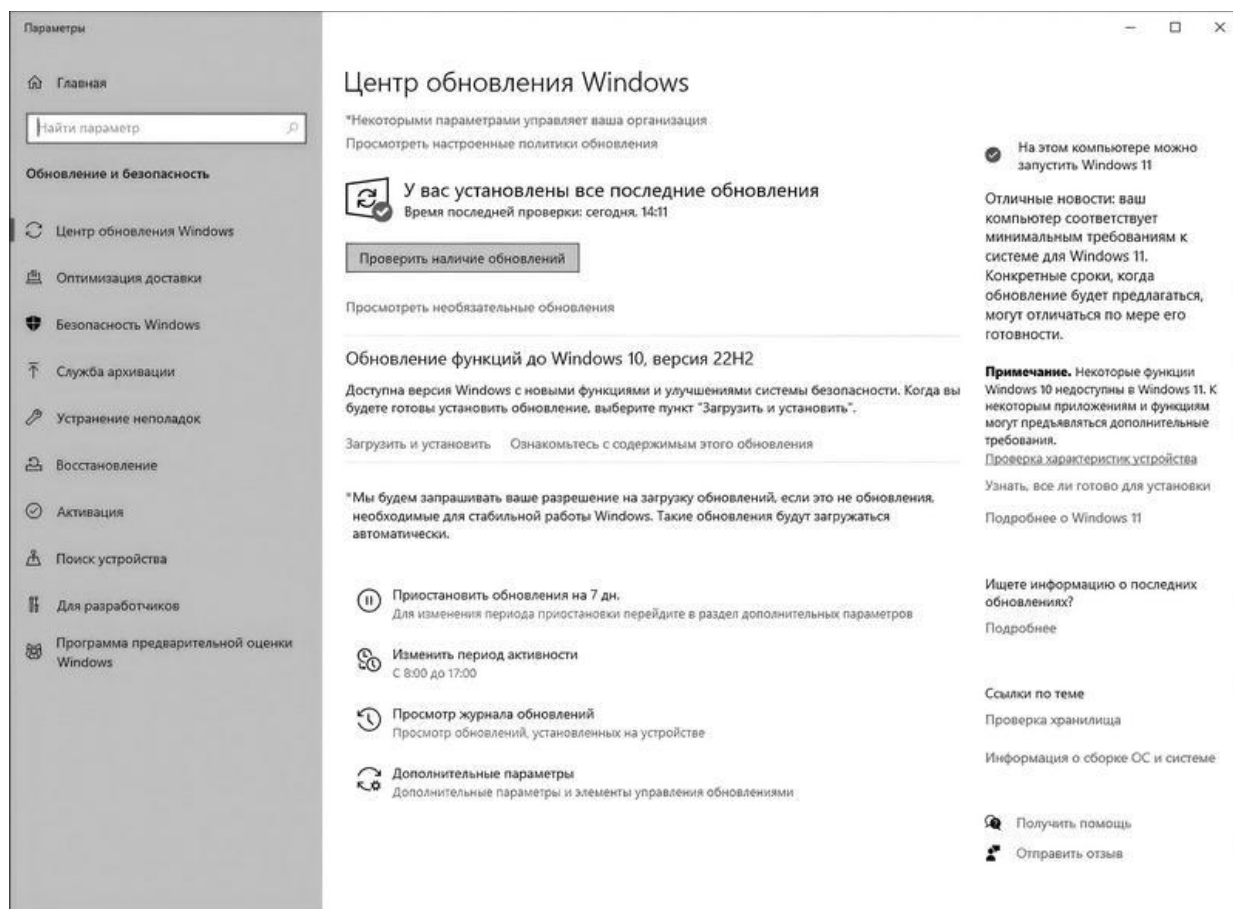 Параметры
Главная
Найти параметр
Обновление и безопасность
Центр обновления Windows
Оптимизация доставки
Безопасность Windows
Служба архивации
Устранение неполадок
Восстановление
Активация
Поиск устройства
Для разработчиков
Программа предварительной оценки
Windows
Центр обновления Windows
*Некоторыми параметрами управляет ваша организация
Просмотреть настроенные политики обновления
У вас установлены все последние обновления
Время последней проверки: сегодня, 14:11
Проверить наличие обновлений
Просмотреть необязательные обновления
Обновление функций до Windows 10, версия 22H2
Доступна версия Windows с новыми функциями и улучшениями системы безопасности. Когда вы
будете готовы установить обновление, выберите пункт "Загрузить и установить".
Загрузить и установить Ознакомьтесь с содержимым этого обновления
*Мы будем запрашивать ваше разрешение на загрузку обновлений, если это не обновления,
необходимые для стабильной работы Windows. Такие обновления будут загружаться
автоматически.
Приостановить обновления на 7 дн.
Для изменения периода приостановки перейдите в раздел дополнительных параметров
Изменить период активности
С 8:00 до 17:00
Просмотр журнала обновлений
Просмотр обновлений, установленных на устройстве
Дополнительные параметры
Дополнительные параметры и элементы управления обновлениями
На этом компьютере можно
запустить Windows 11
Отличные новости: ваш
компьютер соответствует
минимальным требованиям к
системе для Windows 11.
Конкретные сроки, когда
обновление будет предлагаться,
могут отличаться по мере его
готовности.
Примечание. Некоторые функции
Windows 10 недоступны в Windows 11. К
некоторым приложениям и функциям
могут предъявляться дополнительные
требования.
Проверка характеристик устройства
Узнать, все ли готово для установки
Подробнее о Windows 11
Ищете информацию о последних
обновлениях?
Подробнее
Ссылки по теме
Проверка хранилища
Информация о сборке ОС и системе
Получить помощь
Отправить отзыв